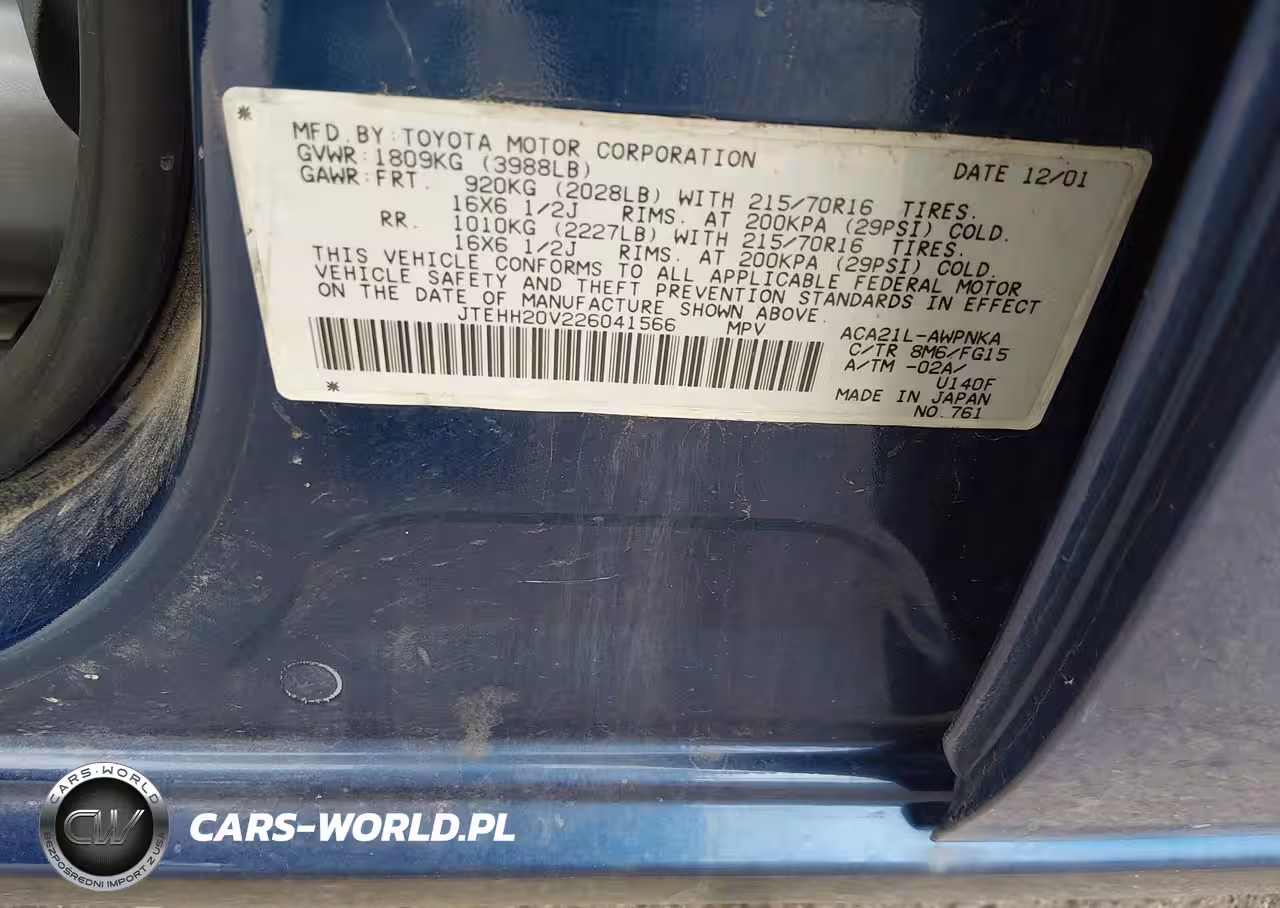 MFD.BY:TOYOTA MOTOR CORPORATION DATE 12/01
GVWR:1809KG (3988LB)
GAWR:FRT. 920KG (2028LB) WITH 215/70R16 TIRES.
16X6 1/2J RIMS. AT 200KPA (29PSI) COLD.
RR. 1010KG (2227LB) WITH 215/70R16 TIRES.
16X6 1/2J RIMS. AT 200KPA (29PSI) COLD.
THIS VEHICLE CONFORMS TO ALL APPLICABLE FEDERAL MOTOR
VEHICLE SAFETY AND THEFT PREVENTION STANDARDS IN EFFECT
ON THE DATE OF MANUFACTURE SHOWN ABOVE.
JTEHH20V226041566 MPV
ACA21L-AWPNKA
C/TR 8M6/FG15
A/TM -02A/
U140F
MADE IN JAPAN
NO.761
CARS-WORLD
CW
BEZPOŚREDNI IMPORT Z USA
CARS-WORLD.PL